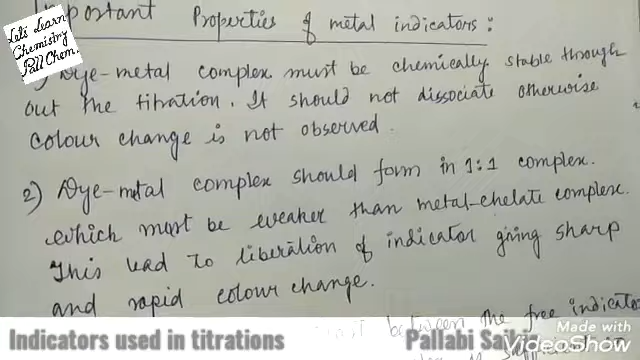 Important Properties of metal indicators :
Let's Learn
Chemistry
Pall Chem.
1) Dye-metal complex must be chemically stable through
out the titration. It should not dissociate otherwise
colour change is not observed.
2) Dye-metal complex should form in 1:1 complex.
which must be weaker than metal-chelate complex.
This lead to liberation of indicator giving sharp
and rapid colour change.
between the free indicator
Indicators used in titrations
Pallabi
Made with
VideoShow